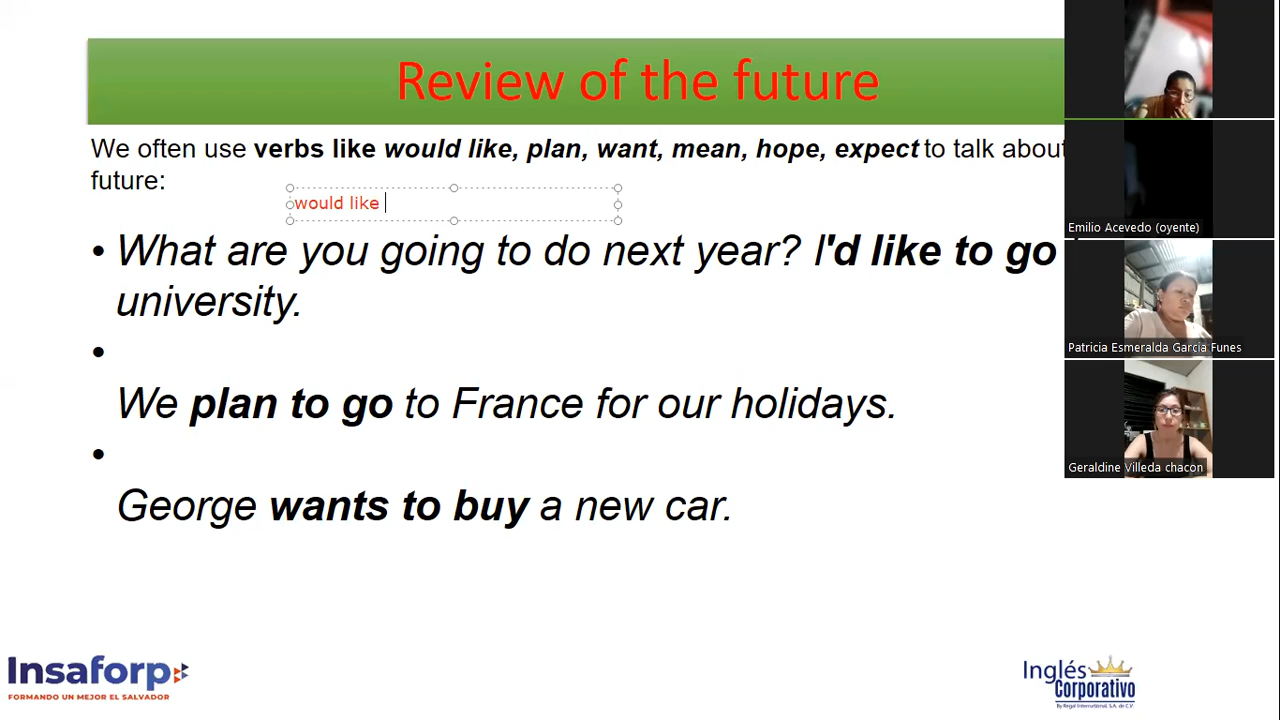 Review of the future
We often use verbs like would like, plan, want, mean, hope, expect to talk about
future:
would like
• What are you going to do next year? I'd like to go
university.
•
We plan to go to France for our holidays.
•
George wants to buy a new car.
Emilio Acevedo (oyente)
Patricia Esmeralda Garcia Funes
Geraldine Villeda chacon
Insaforp
FORMANDO UN MEJOR EL SALVADOR
Inglés
Corporativo
By Regal International, S.A. de C.V.